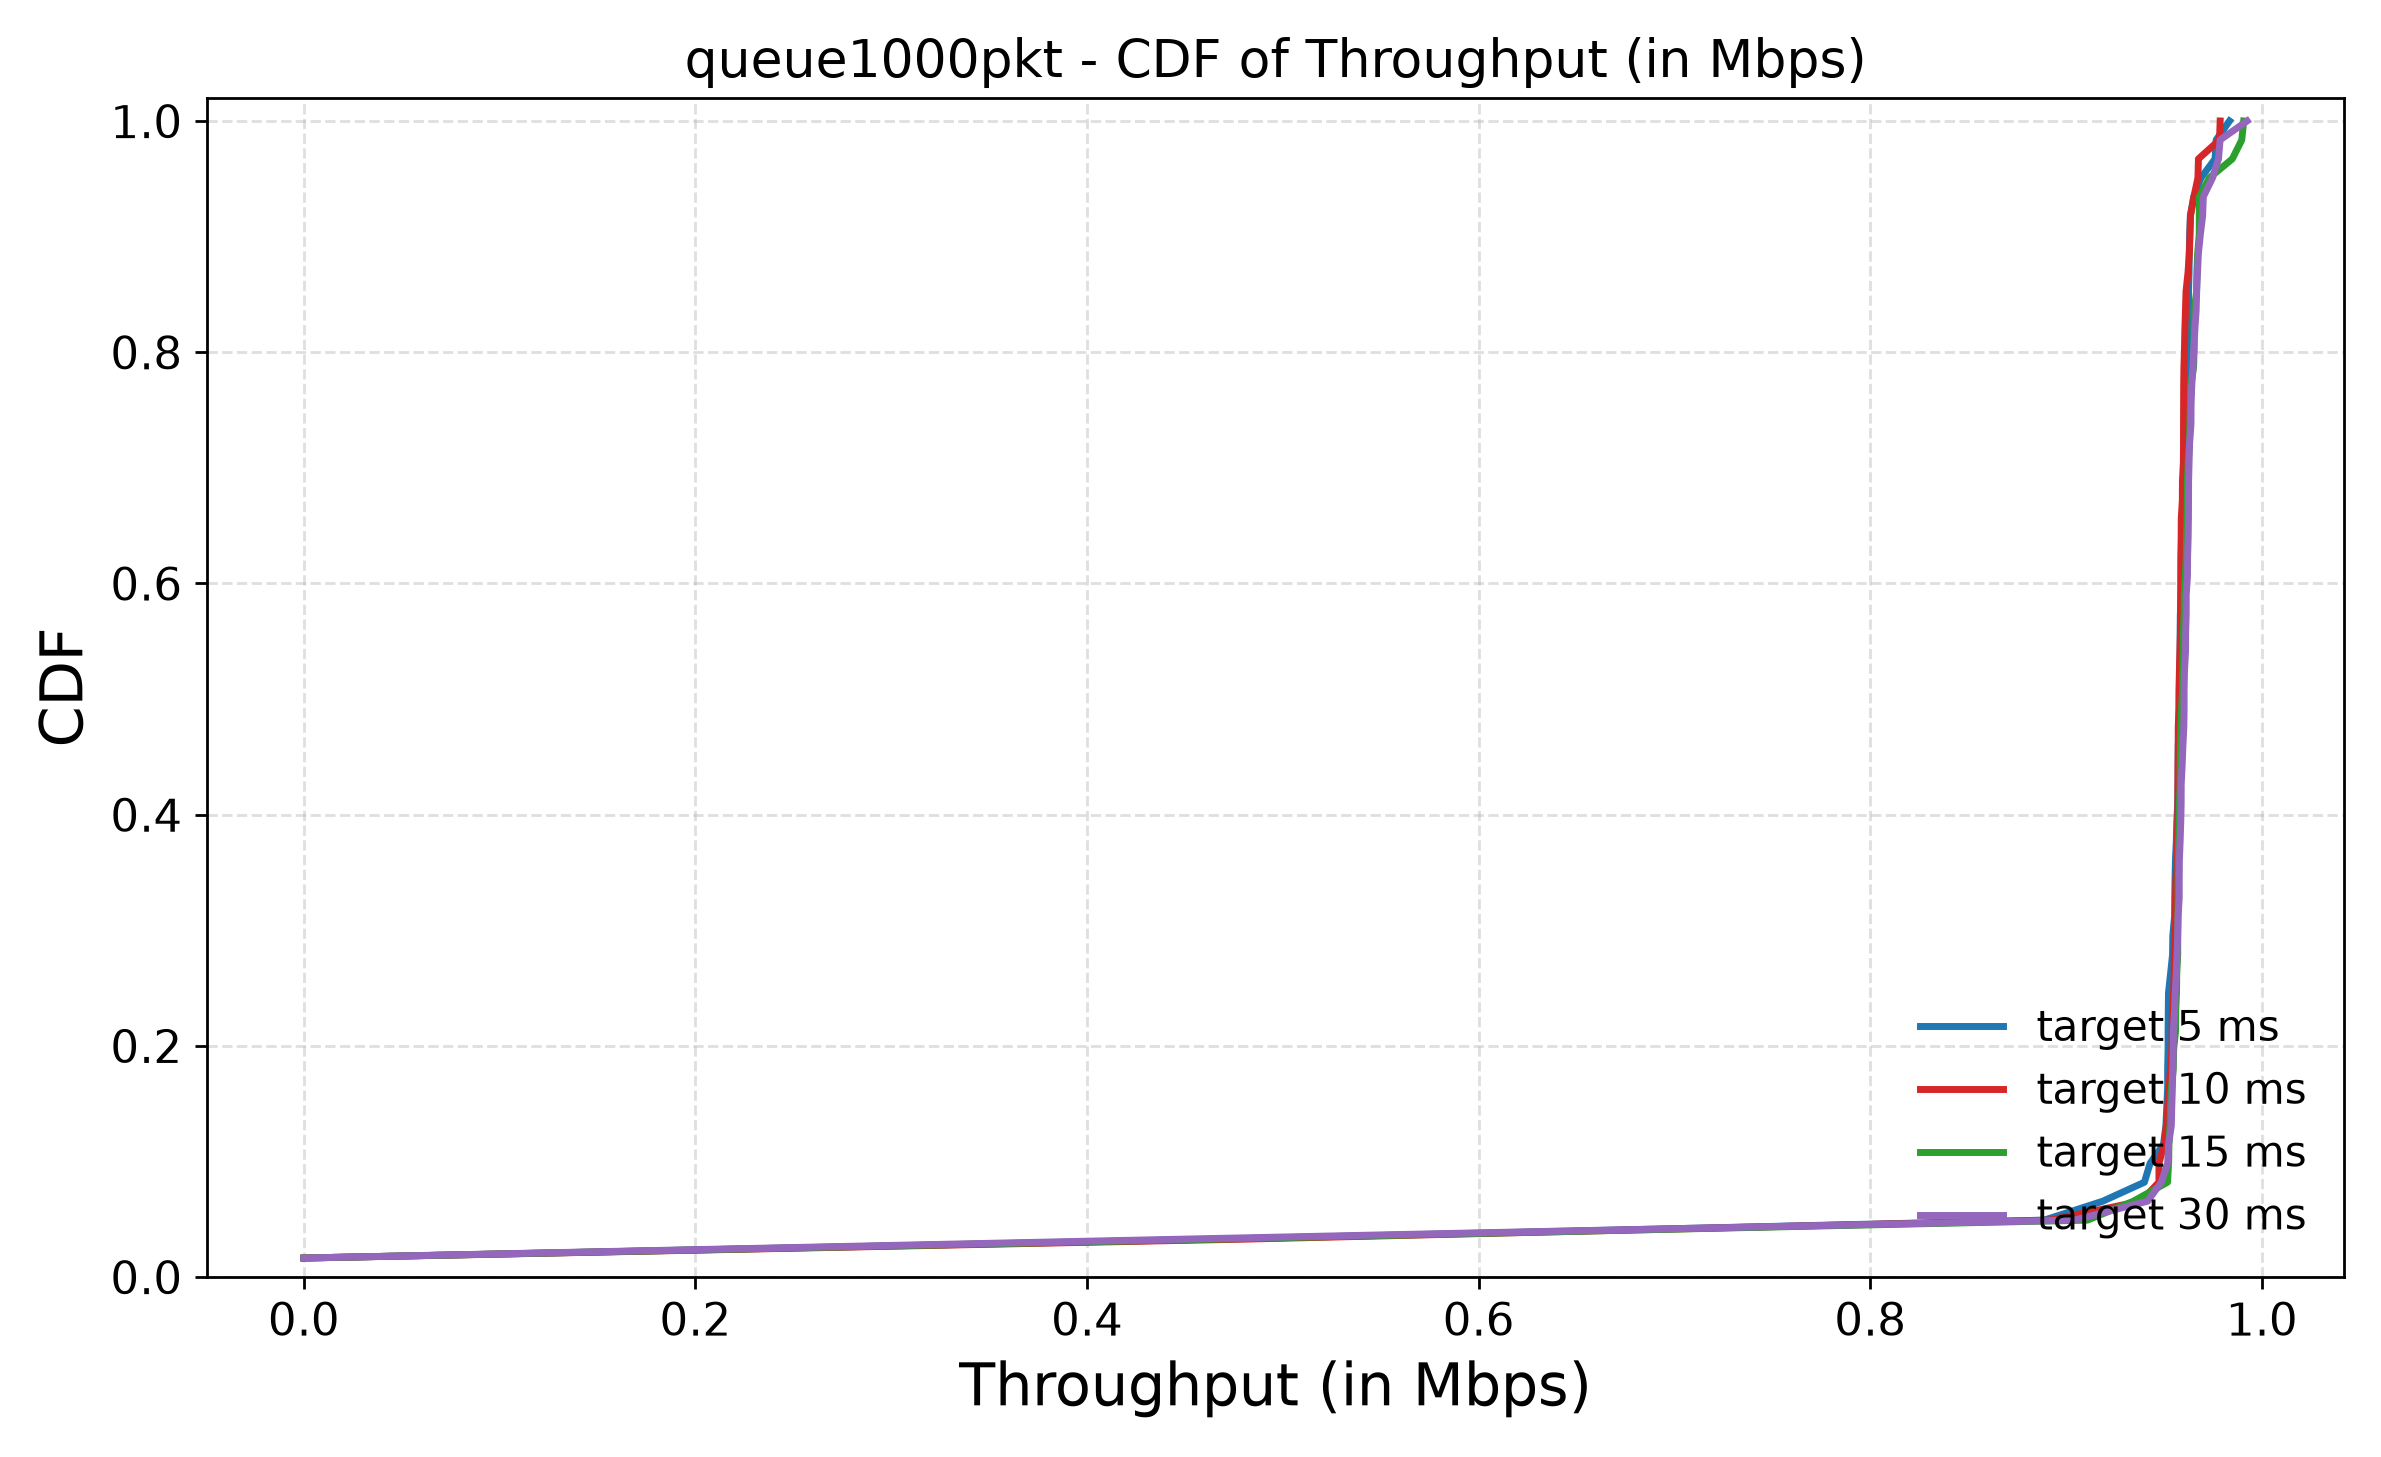 queue1000pkt - CDF of Throughput (in Mbps)
1.0
0.8
0.6
0.4
0.2
0.0
CDF
target 5 ms
target 10 ms
target 15 ms
target 30 ms
0.0 0.2 0.4 0.6 0.8 1.0
Throughput (in Mbps)